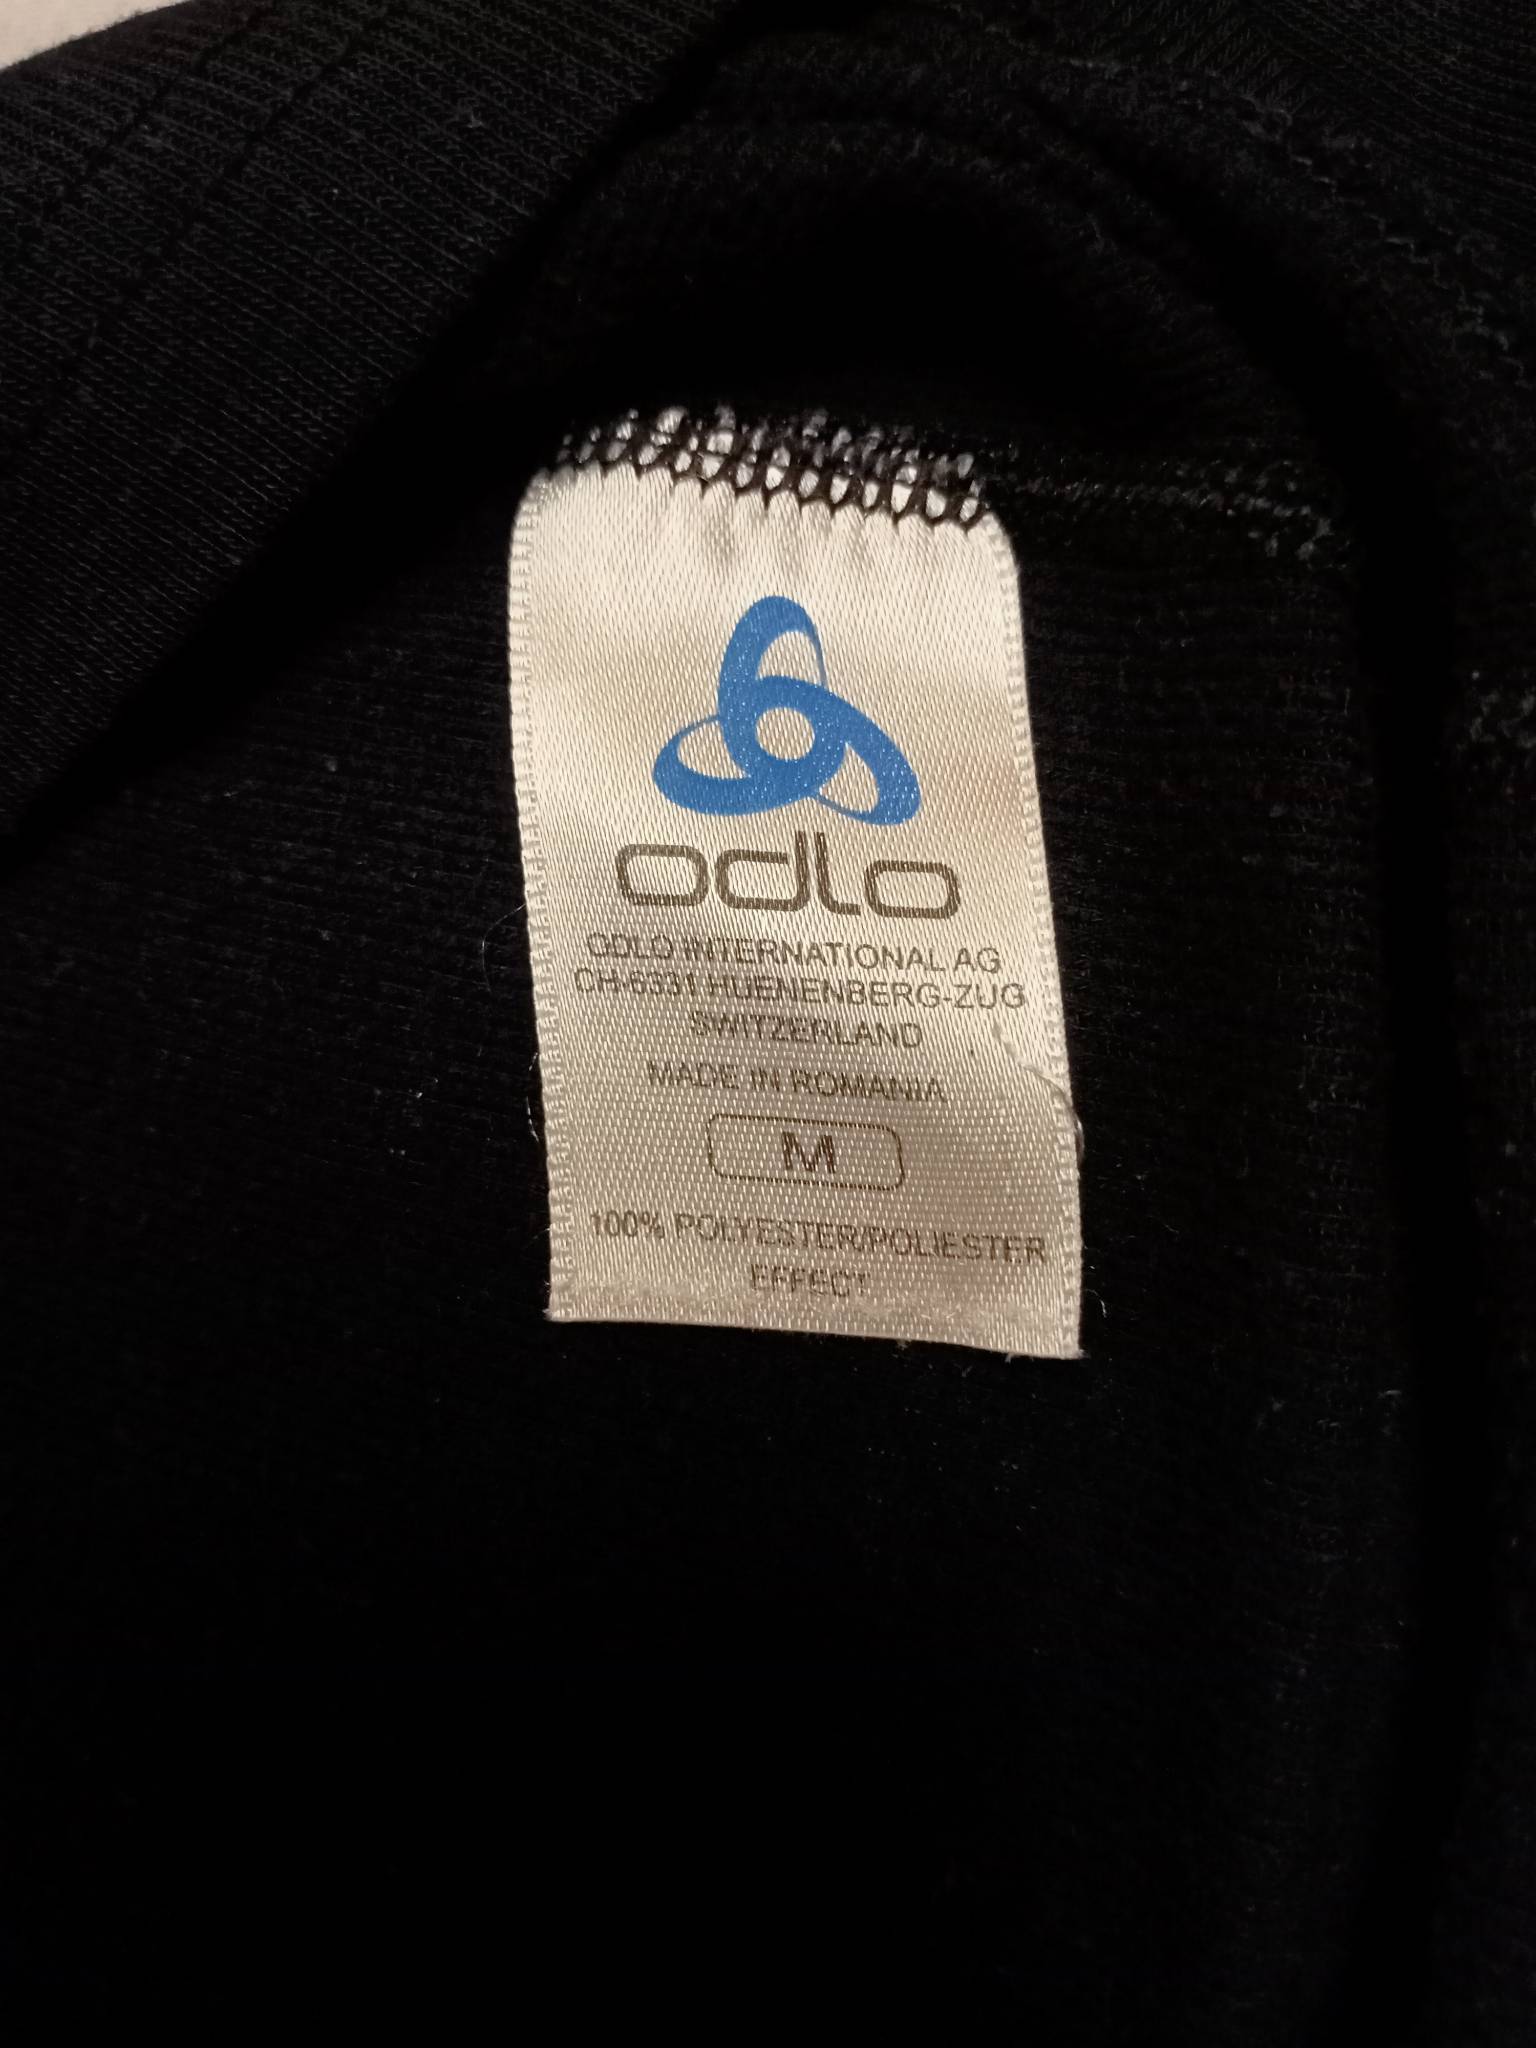 odlo
ODLO INTERNATIONAL AG
CH-6331 HUENENBERG-ZUG
SWITZERLAND
MADE IN ROMANIA
M
100% POLYESTER/POLIESTER
EFFECT